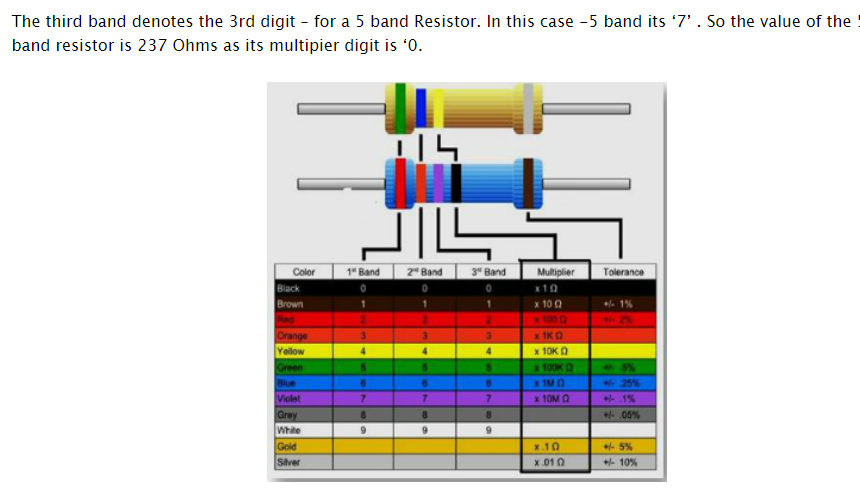 The third band denotes the 3rd digit – for a 5 band Resistor. In this case –5 band its ‘7’ . So the value of the
band resistor is 237 Ohms as its multipier digit is ‘0.
Color 1st Band 2nd Band 3rd Band Multiplier Tolerance
Black 0 0 0 x 1 Ω
Brown 1 1 1 x 10 Ω +/- 1%
Red 2 2 2 x 100 Ω +/- 2%
Orange 3 3 3 x 1K Ω
Yellow 4 4 4 x 10K Ω
Green 5 5 5 x 100K Ω +/- .5%
Blue 6 6 6 x 1M Ω +/- .25%
Violet 7 7 7 x 10M Ω +/- .1%
Grey 8 8 8 +/- .05%
White 9 9 9
Gold x .1 Ω +/- 5%
Silver x .01 Ω +/- 10%